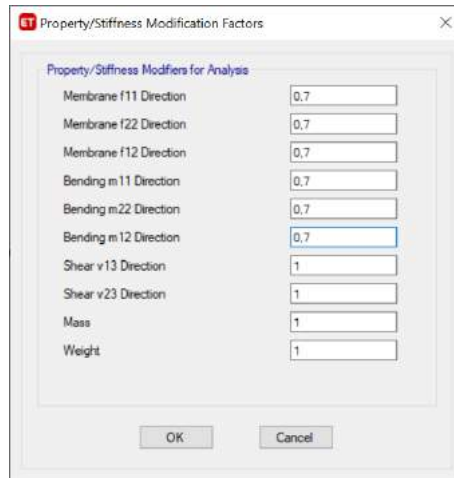 ET Property/Stiffness Modification Factors
Property/Stiffness Modifiers for Analysis
Membrane f11 Direction 0,7
Membrane f22 Direction 0,7
Membrane f12 Direction 0,7
Bending m11 Direction 0,7
Bending m22 Direction 0,7
Bending m12 Direction 0,7
Shear v13 Direction 1
Shear v23 Direction 1
Mass 1
Weight 1
OK Cancel